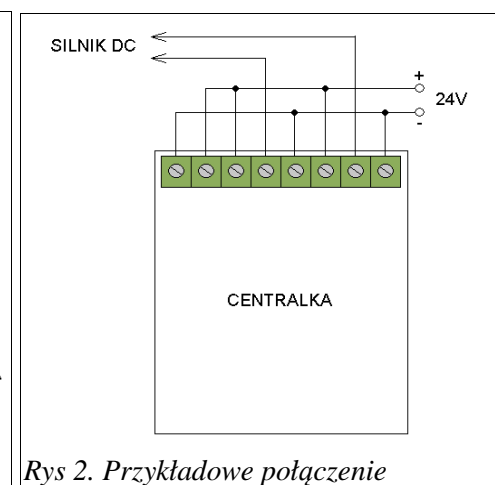 SILNIK DC
+
24V
-
CENTRALKA
Rys 2. Przykładowe połączenie